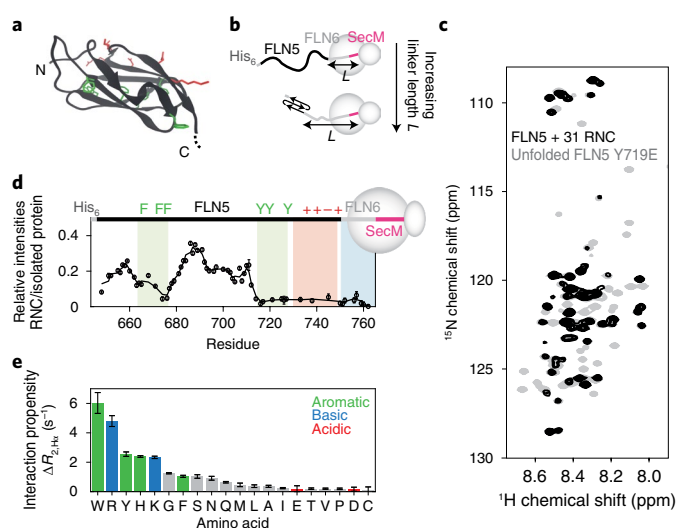 a
N
C
b
His6
FLN5
FLN6
SecM
L
L
Increasing
linker length L
c
110
115
120
125
130
FLN5 + 31 RNC
Unfolded FLN5 Y719E
15N chemical shift (ppm)
8.6 8.4 8.2 8.0
1H chemical shift (ppm)
d
His6
F FF
FLN5
YY Y
++−+
FLN6
SecM
Relative intensities
RNC/isolated protein
0.4
0.2
0
660 680 700 720 740 760
Residue
e
Interaction propensity
ΔR2,Hα (s−1)
6
4
2
0
Aromatic
Basic
Acidic
W R Y H K G F S N Q M L A I E T V P D C
Amino acid